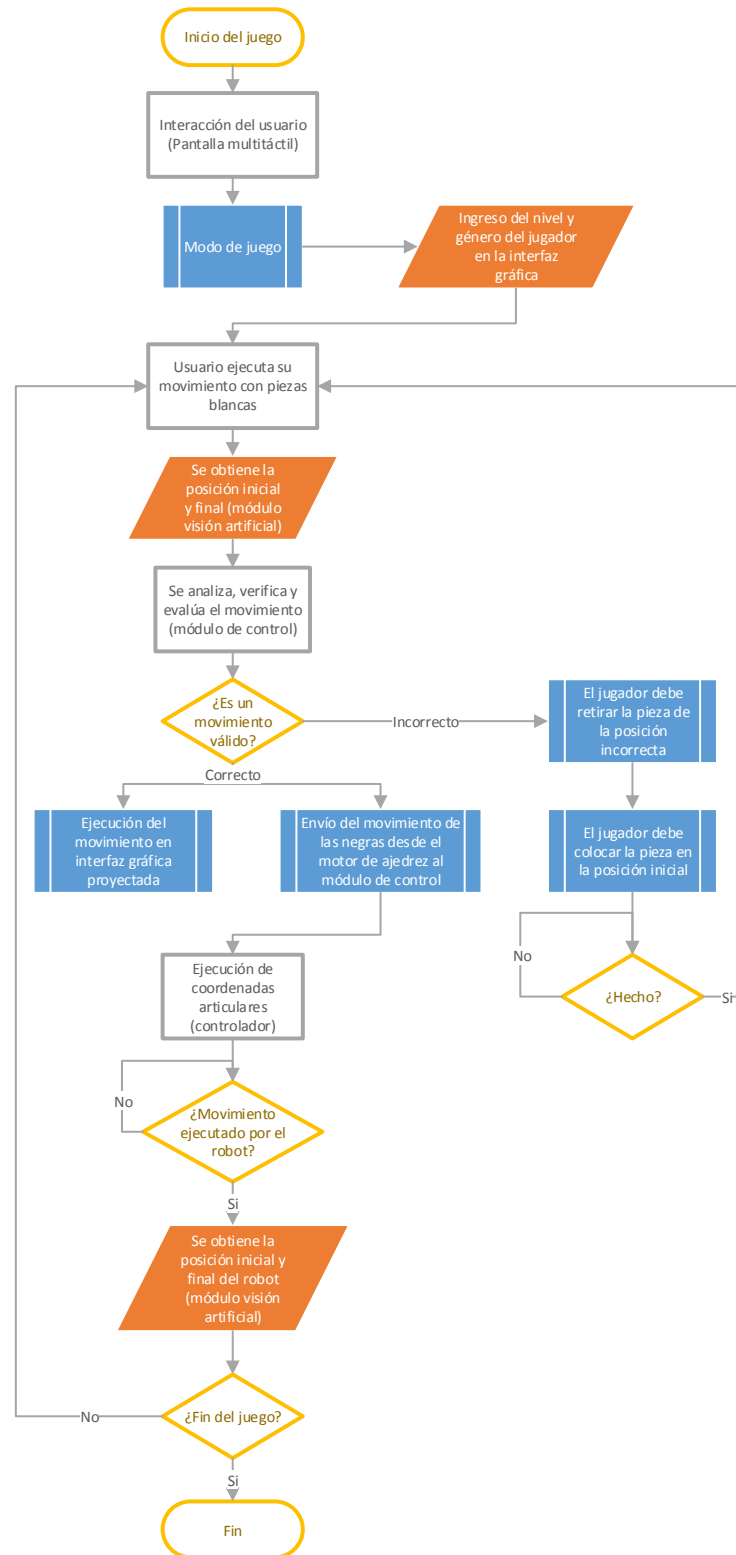 Inicio del juego
Interacción del usuario
(Pantalla multitáctil)
Modo de juego
Ingreso del nivel y
género del jugador
en la interfaz
gráfica
Usuario ejecuta su
movimiento con piezas
blancas
Se obtiene la
posición inicial
y final (módulo
visión artificial)
Se analiza, verifica y
evalúa el movimiento
(módulo de control)
¿Es un
movimiento
válido?
Incorrecto
El jugador debe
retirar la pieza de
la posición
incorrecta
Correcto
Ejecución del
movimiento en
interfaz gráfica
proyectada
Envío del movimiento de
las negras desde el
motor de ajedrez al
módulo de control
El jugador debe
colocar la pieza en
la posición inicial
No
¿Hecho?
Si
Ejecución de
coordenadas
articulares
(controlador)
No
¿Movimiento
ejecutado por el
robot?
Si
Se obtiene la
posición inicial y
final del robot
(módulo visión
artificial)
No
¿Fin del juego?
Si
Fin